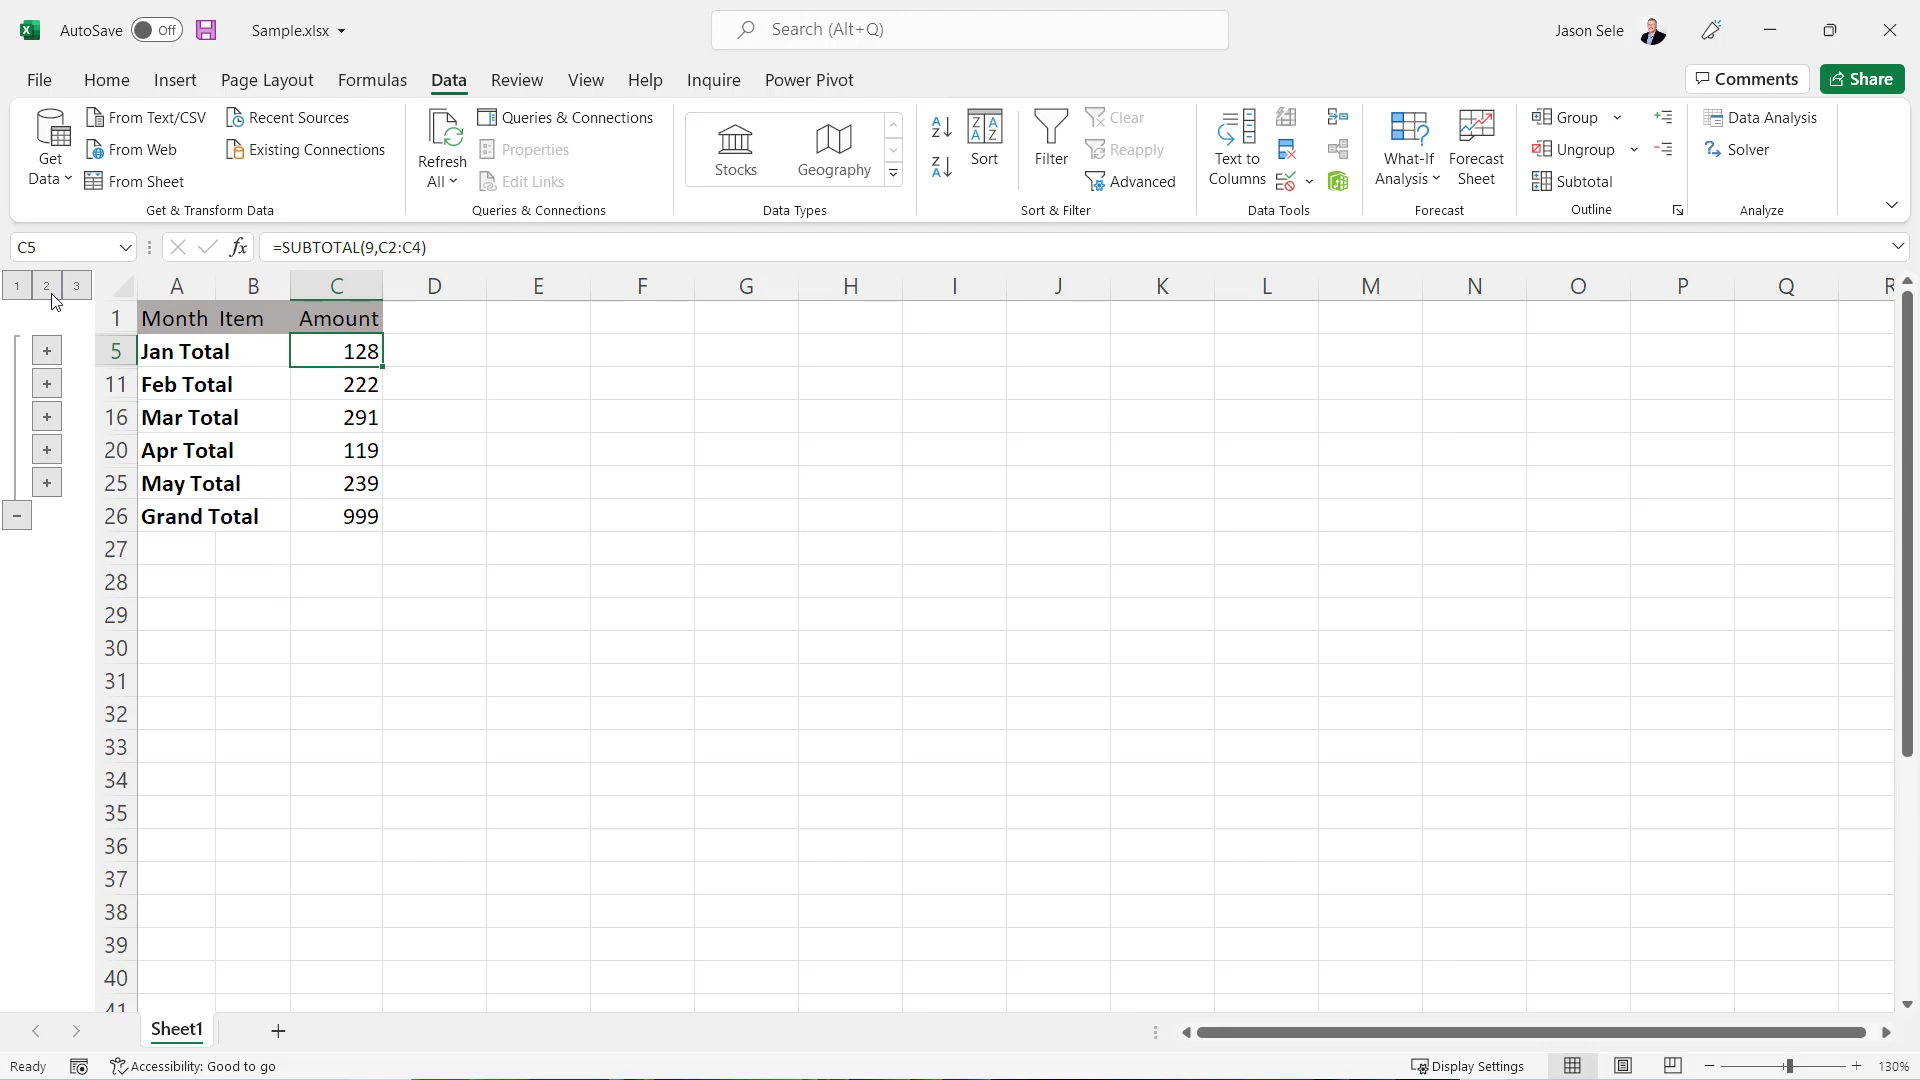 AutoSave Off Sample.xlsx Search (Alt+Q) Jason Sele
File Home Insert Page Layout Formulas Data Review View Help Inquire Power Pivot Comments Share
Get Data
From Text/CSV
From Web
From Sheet
Recent Sources
Existing Connections
Get & Transform Data
Refresh All
Queries & Connections
Properties
Edit Links
Queries & Connections
Stocks
Geography
Data Types
Sort
Filter
Clear
Reapply
Advanced
Sort & Filter
Text to Columns
Data Tools
What-If Analysis
Forecast Sheet
Forecast
Group
Ungroup
Subtotal
Outline
Data Analysis
Solver
Analyze
C5 fx =SUBTOTAL(9,C2:C4)
1 2 3 A B C D E F G H I J K L M N O P Q R
1 Month Item Amount
5 Jan Total 128
11 Feb Total 222
16 Mar Total 291
20 Apr Total 119
25 May Total 239
26 Grand Total 999
27
28
29
30
31
32
33
34
35
36
37
38
39
40
41
Sheet1
Ready Accessibility: Good to go Display Settings 130%